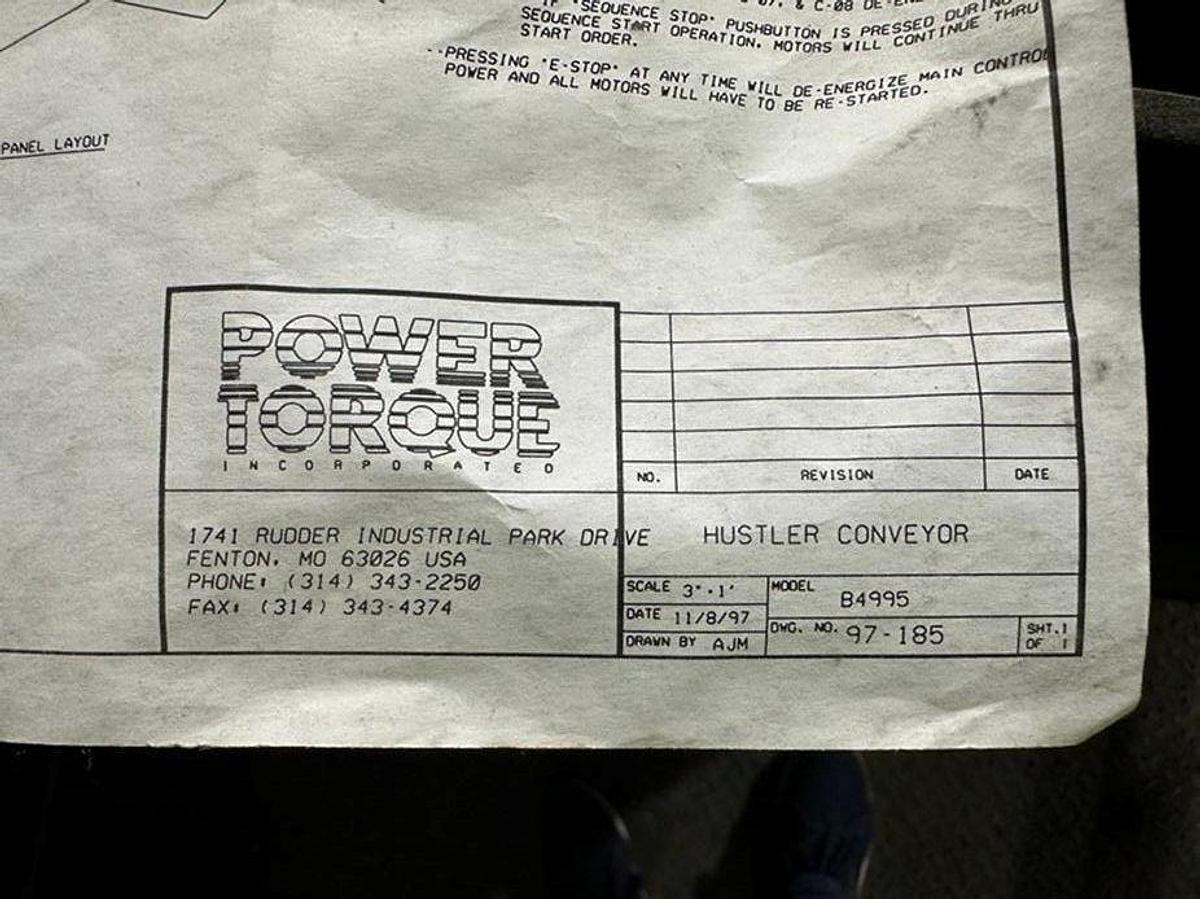 & C-08
"SEQUENCE STOP" PUSHBUTTON IS PRESSED DURING
SEQUENCE START OPERATION, MOTORS WILL CONTINUE THRU
START ORDER.
--PRESSING "E-STOP" AT ANY TIME WILL DE-ENERGIZE MAIN CONTROL
POWER AND ALL MOTORS WILL HAVE TO BE RE-STARTED.
PANEL LAYOUT
POWER
TORQUE
INCORPORATED
NO. REVISION DATE
1741 RUDDER INDUSTRIAL PARK DRIVE
FENTON, MO 63026 USA
PHONE: (314) 343-2250
FAX: (314) 343-4374
HUSTLER CONVEYOR
SCALE 3"=1'
MODEL B4995
DATE 11/8/97
DWG. NO. 97-185
DRAWN BY AJM
SHT.1
OF 1